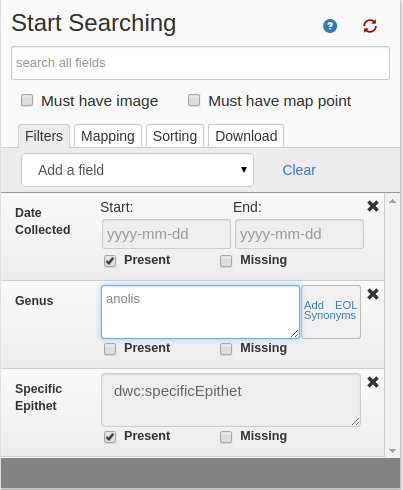 Start Searching
search all fields
Must have image Must have map point
Filters Mapping Sorting Download
Add a field Clear
Date Collected Start: End:
yyyy-mm-dd yyyy-mm-dd
Present Missing
Genus anolis Add EOL Synonyms
Present Missing
Specific Epithet dwc:specificEpithet
Present Missing